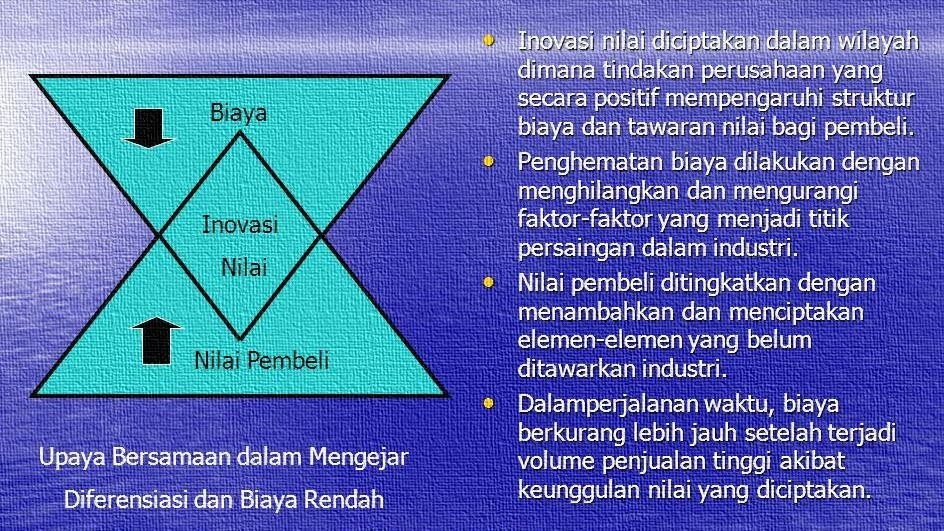 Biaya
Inovasi
Nilai
Nilai Pembeli
Upaya Bersamaan dalam Mengejar
Diferensiasi dan Biaya Rendah
• Inovasi nilai diciptakan dalam wilayah
dimana tindakan perusahaan yang
secara positif mempengaruhi struktur
biaya dan tawaran nilai bagi pembeli.
• Penghematan biaya dilakukan dengan
menghilangkan dan mengurangi
faktor-faktor yang menjadi titik
persaingan dalam industri.
• Nilai pembeli ditingkatkan dengan
menambahkan dan menciptakan
elemen-elemen yang belum
ditawarkan industri.
• Dalamperjalanan waktu, biaya
berkurang lebih jauh setelah terjadi
volume penjualan tinggi akibat
keunggulan nilai yang diciptakan.